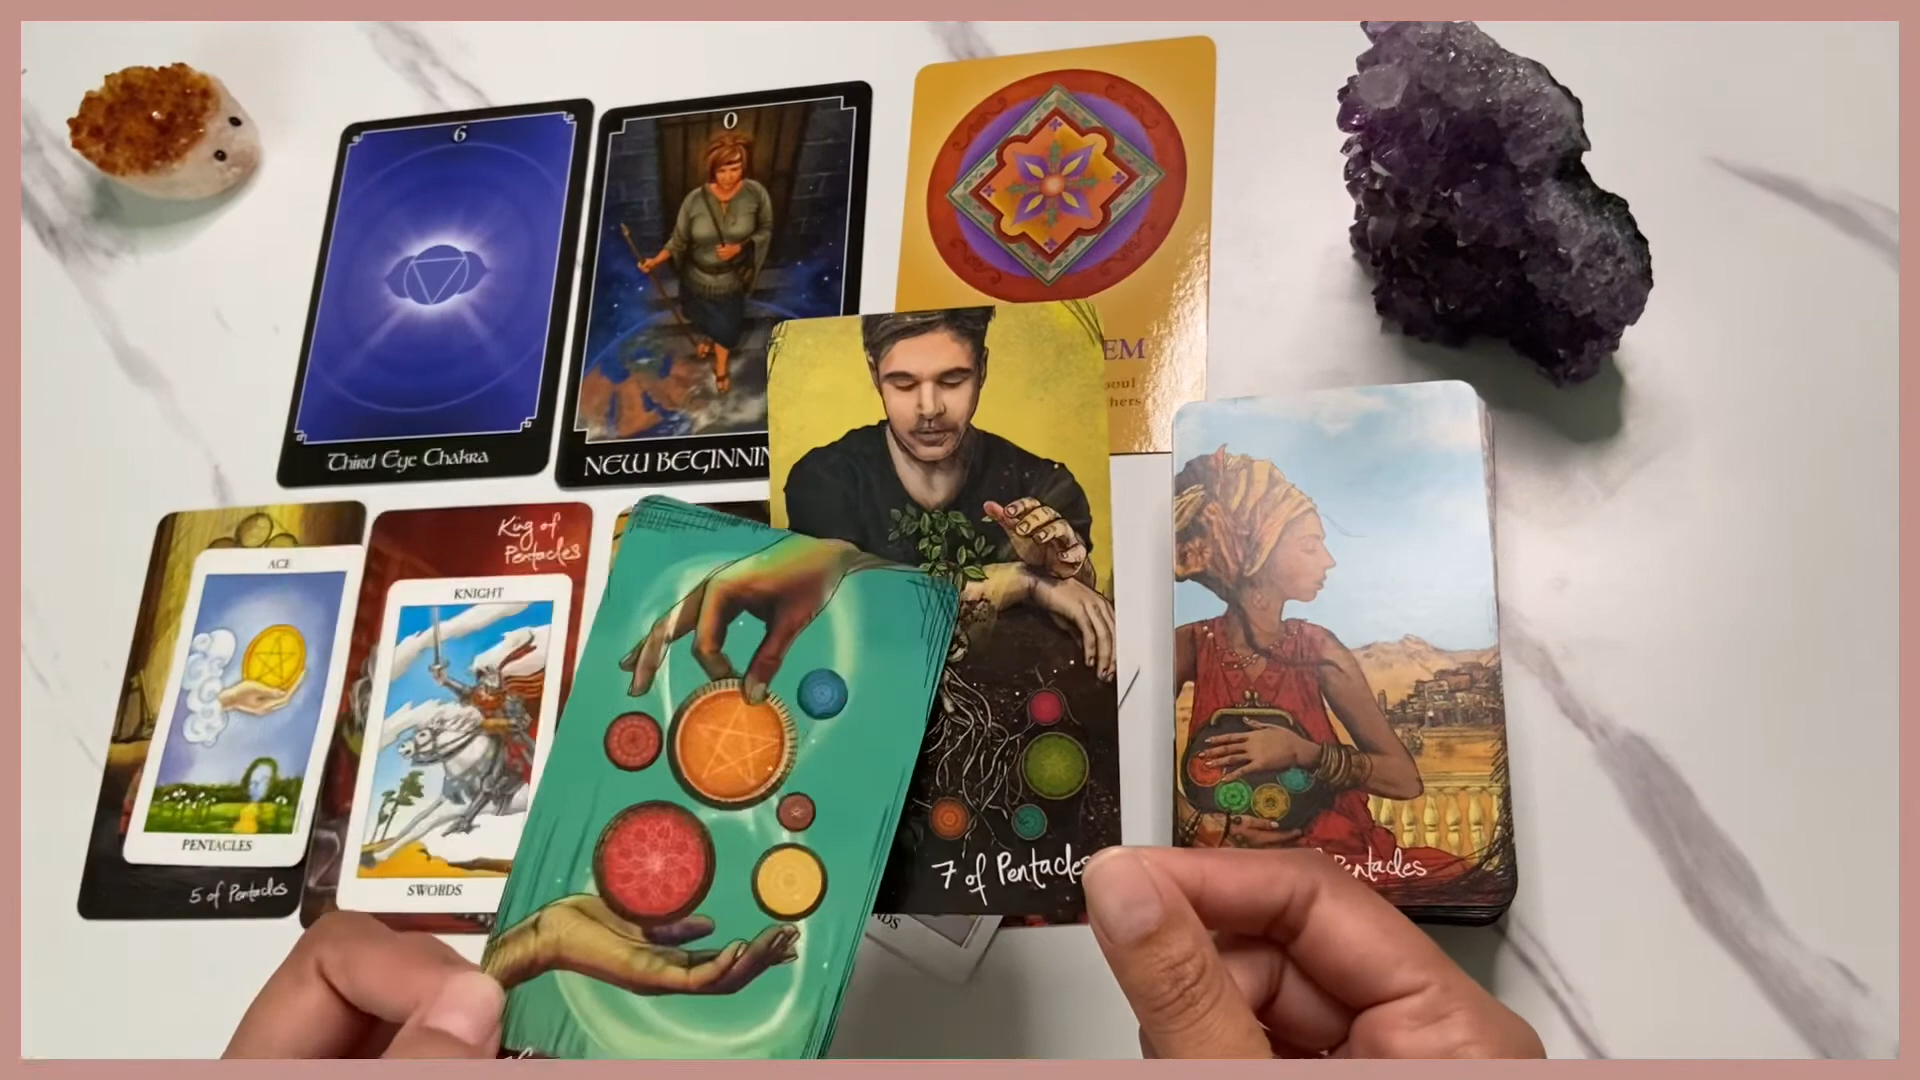 6
Third Eye Chakra
0
NEW BEGINNIN
EM
soul
hers
ACE
PENTACLES
5 of Pentacles
King of
Pentacles
KNIGHT
SWORDS
7 of Pentacles
Pentacles